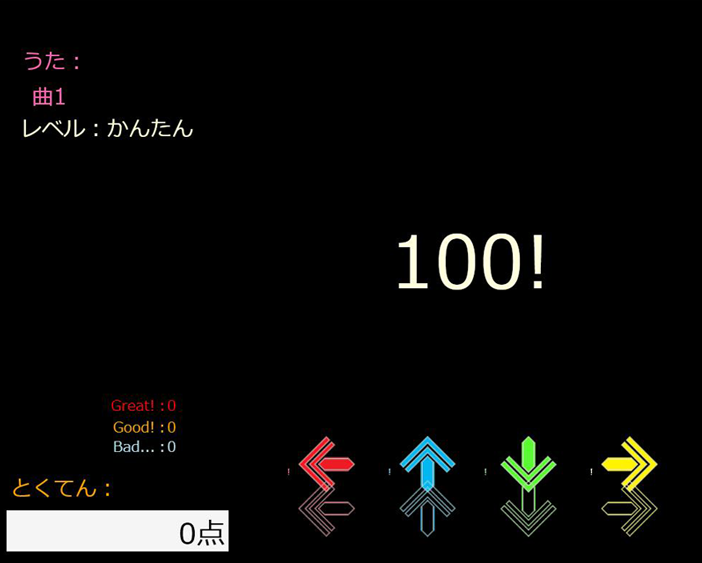 うた：
曲1
レベル：かんたん
100!
Great! : 0
Good! : 0
Bad... : 0
とくてん：
0点
! ! ! !